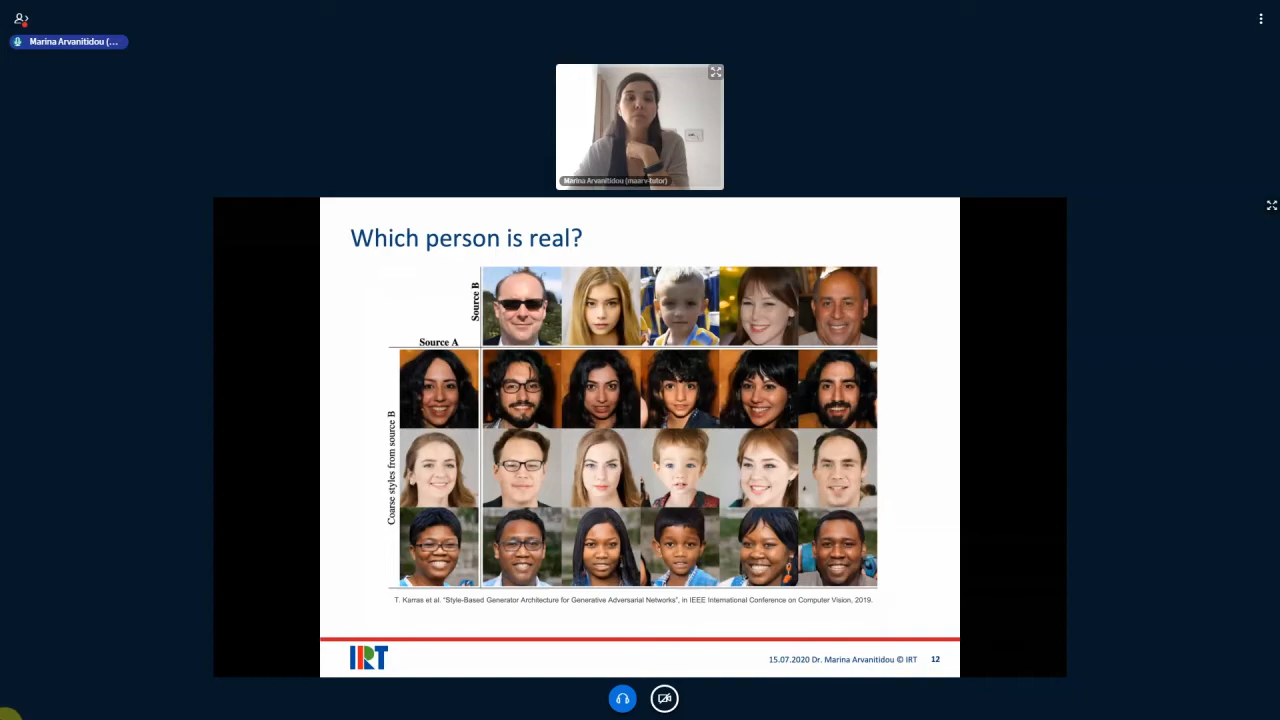 Marina Arvanitidou (...
Marina Arvanitidou (maarv-tutor)
Which person is real?
Source B
Source A
Coarse styles from source B
T. Karras et al. "Style-Based Generator Architecture for Generative Adversarial Networks", in IEEE International Conference on Computer Vision, 2019.
IRT
15.07.2020 Dr. Marina Arvanitidou © IRT 12